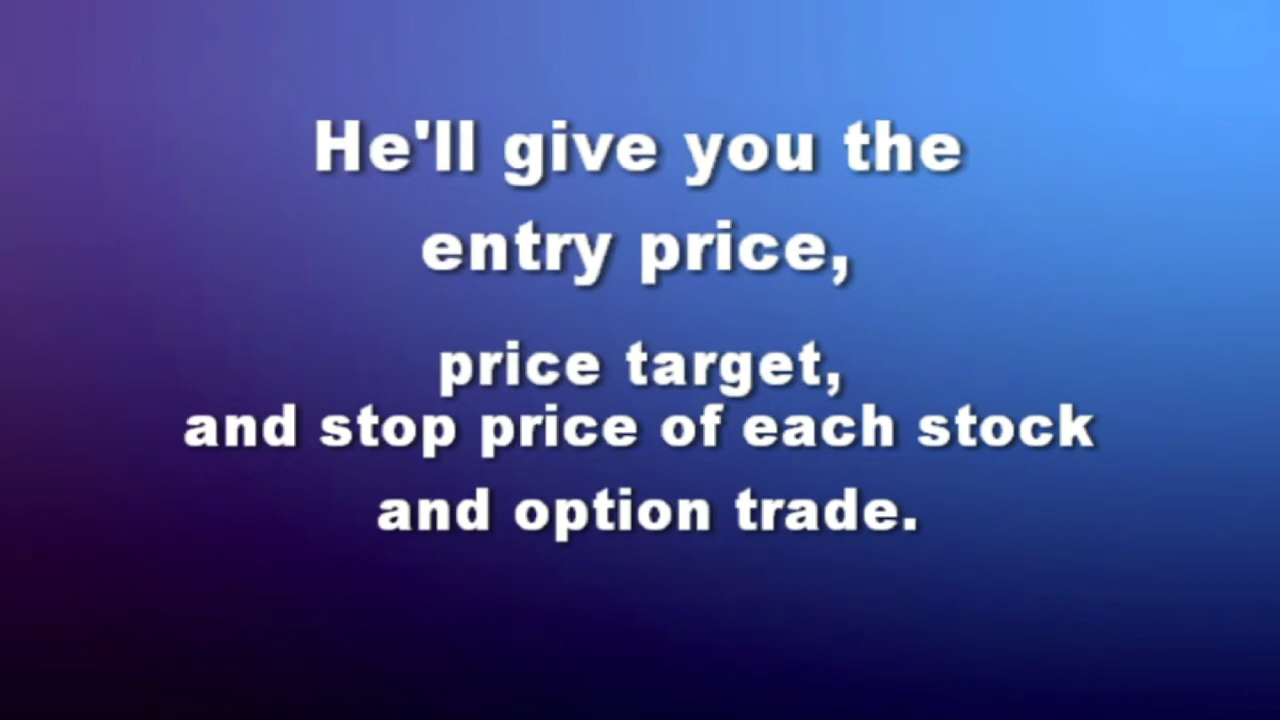 He'll give you the
entry price,
price target,
and stop price of each stock
and option trade.